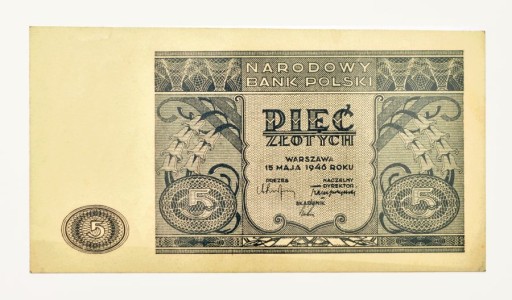 NARODOWY
BANK POLSKI
PIĘĆ
ZŁOTYCH
WARSZAWA
15 MAJA 1946 ROKU
PREZES
NACZELNY
DYREKTOR
SKARBNIK
5
5
5